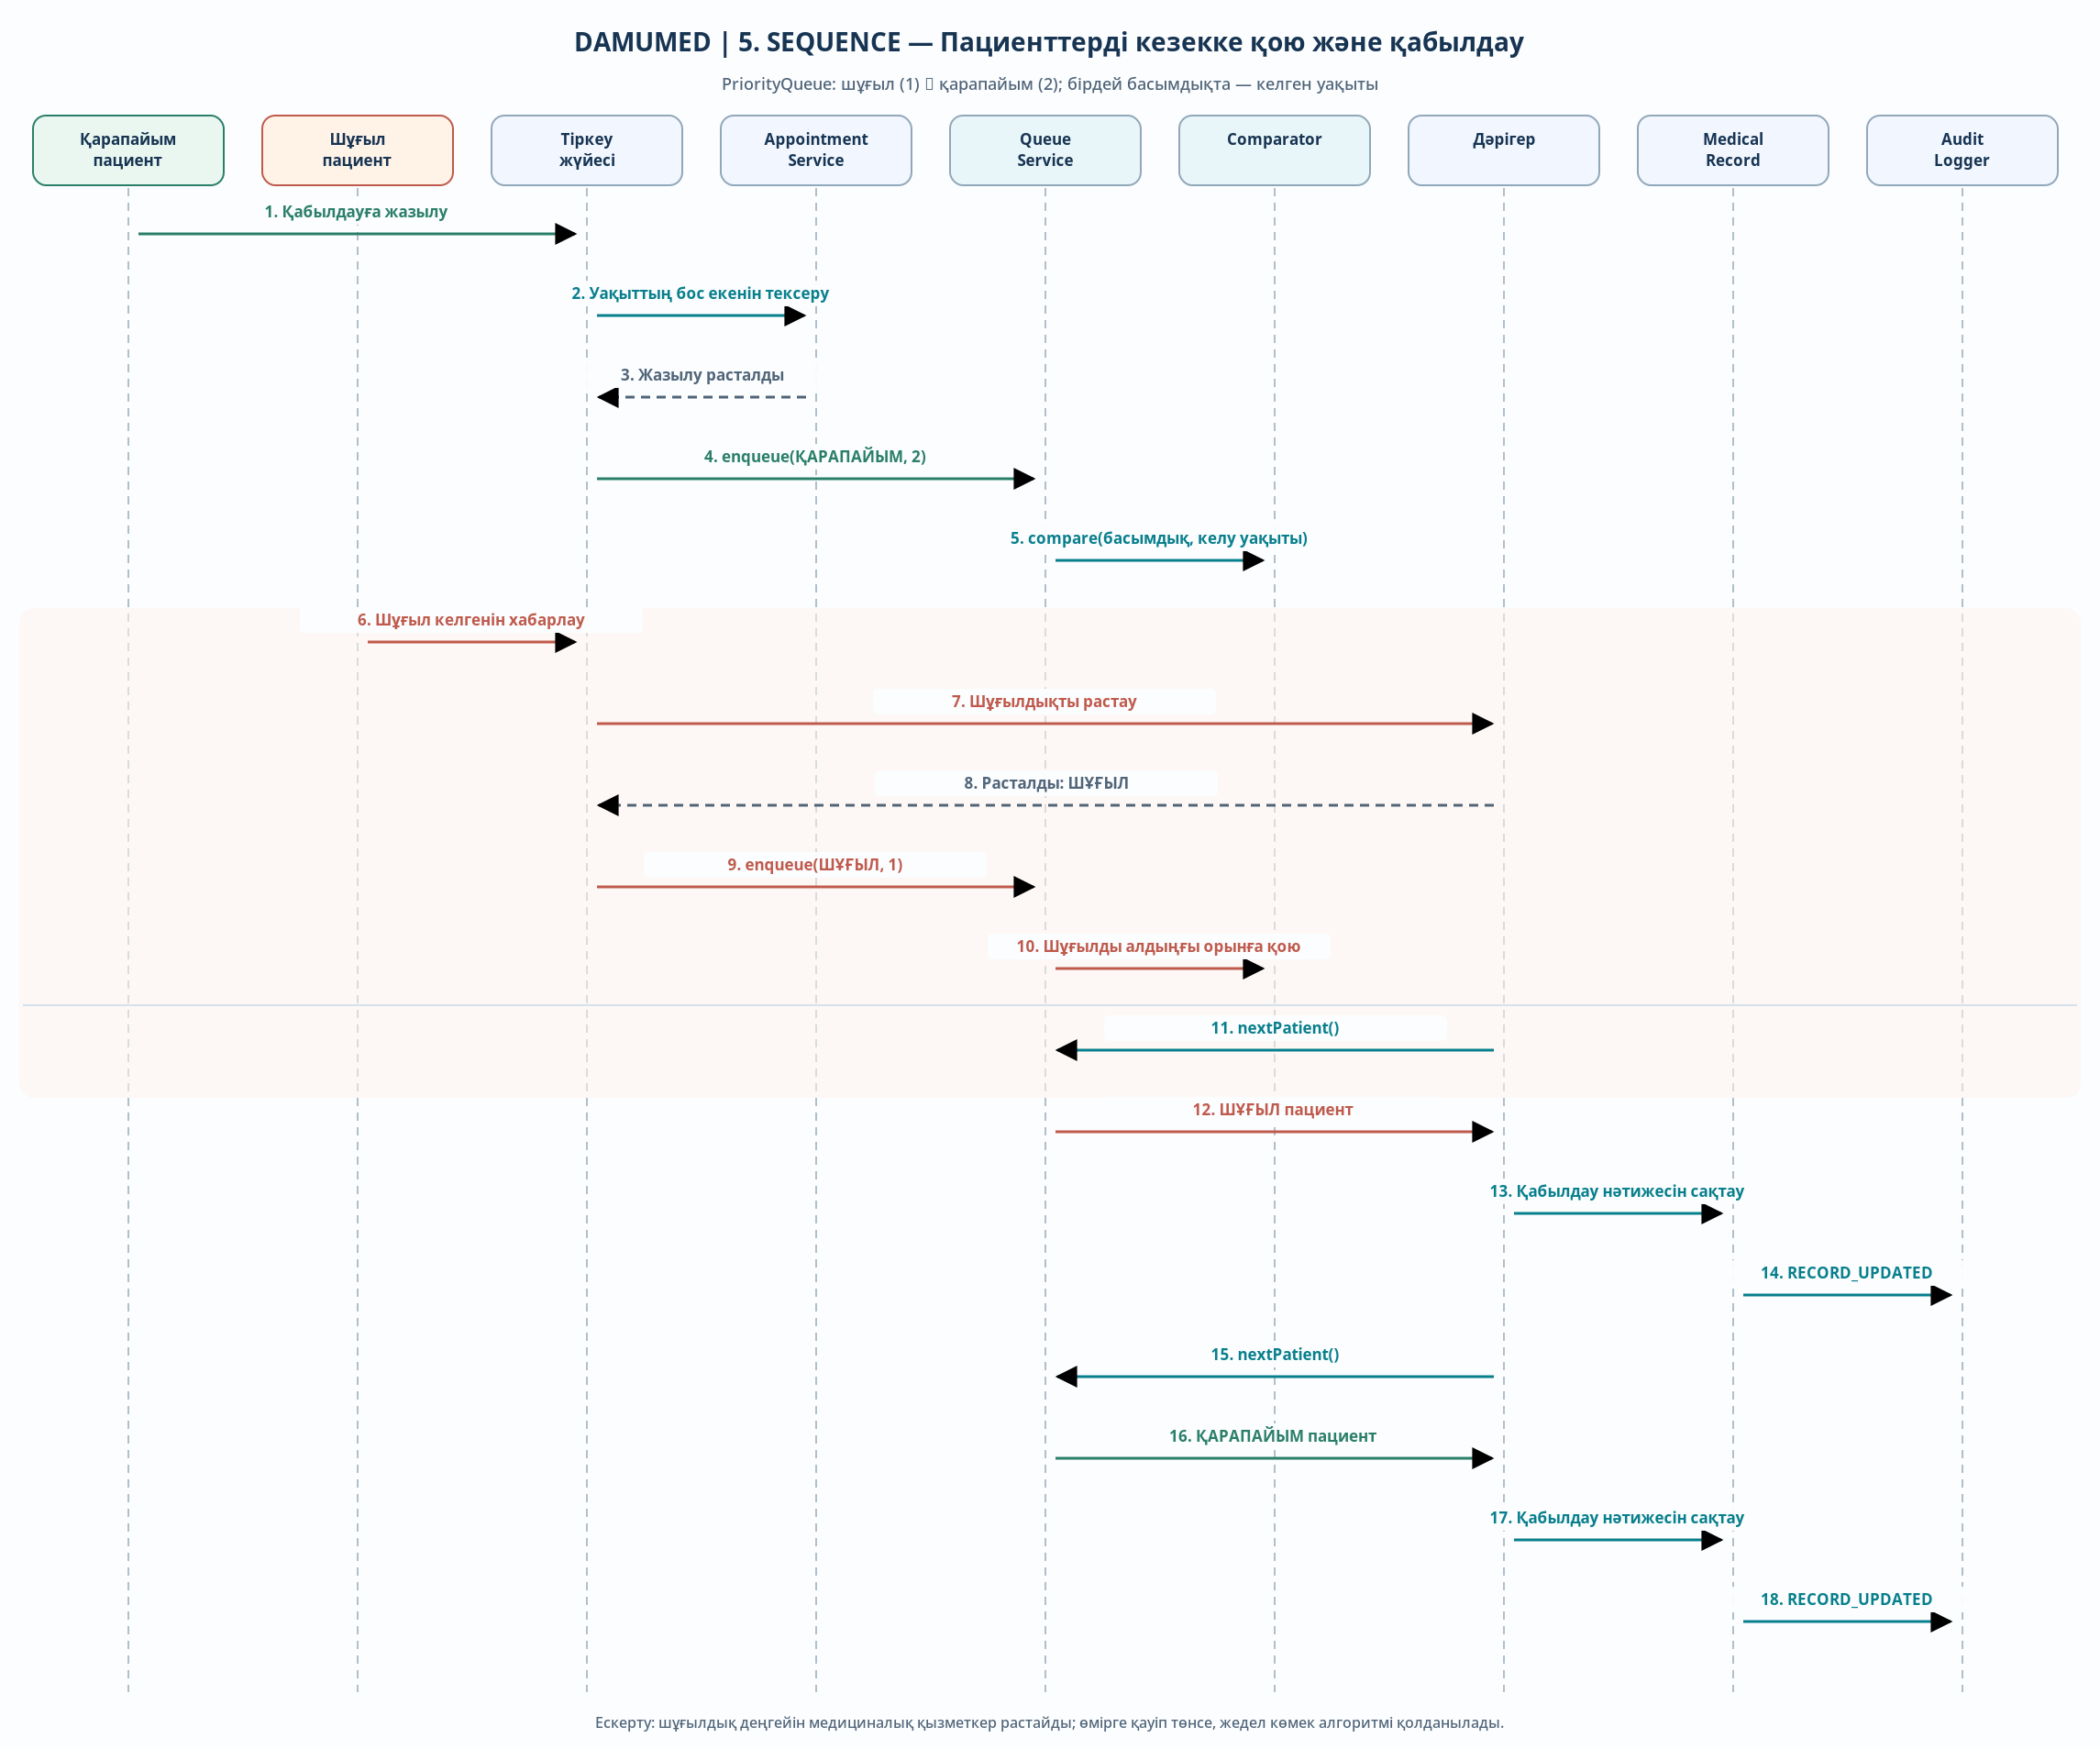 DAMUMED | 5. SEQUENCE — Пациенттерді кезекке қою және қабылдау
PriorityQueue: шұғыл (1) ▯ қарапайым (2); бірдей басымдықта — келген уақыты
Қарапайым
пациент
Шұғыл
пациент
Тіркеу
жүйесі
Appointment
Service
Queue
Service
Comparator
Дәрігер
Medical
Record
Audit
Logger
1. Қабылдауға жазылу
2. Уақыттың бос екенін тексеру
3. Жазылу расталды
4. enqueue(ҚАРАПАЙЫМ, 2)
5. compare(басымдық, келу уақыты)
6. Шұғыл келгенін хабарлау
7. Шұғылдықты растау
8. Расталды: ШҰҒЫЛ
9. enqueue(ШҰҒЫЛ, 1)
10. Шұғылды алдыңғы орынға қою
11. nextPatient()
12. ШҰҒЫЛ пациент
13. Қабылдау нәтижесін сақтау
14. RECORD_UPDATED
15. nextPatient()
16. ҚАРАПАЙЫМ пациент
17. Қабылдау нәтижесін сақтау
18. RECORD_UPDATED
Ескерту: шұғылдық деңгейін медициналық қызметкер растайды; өмірге қауіп төнсе, жедел көмек алгоритмі қолданылады.